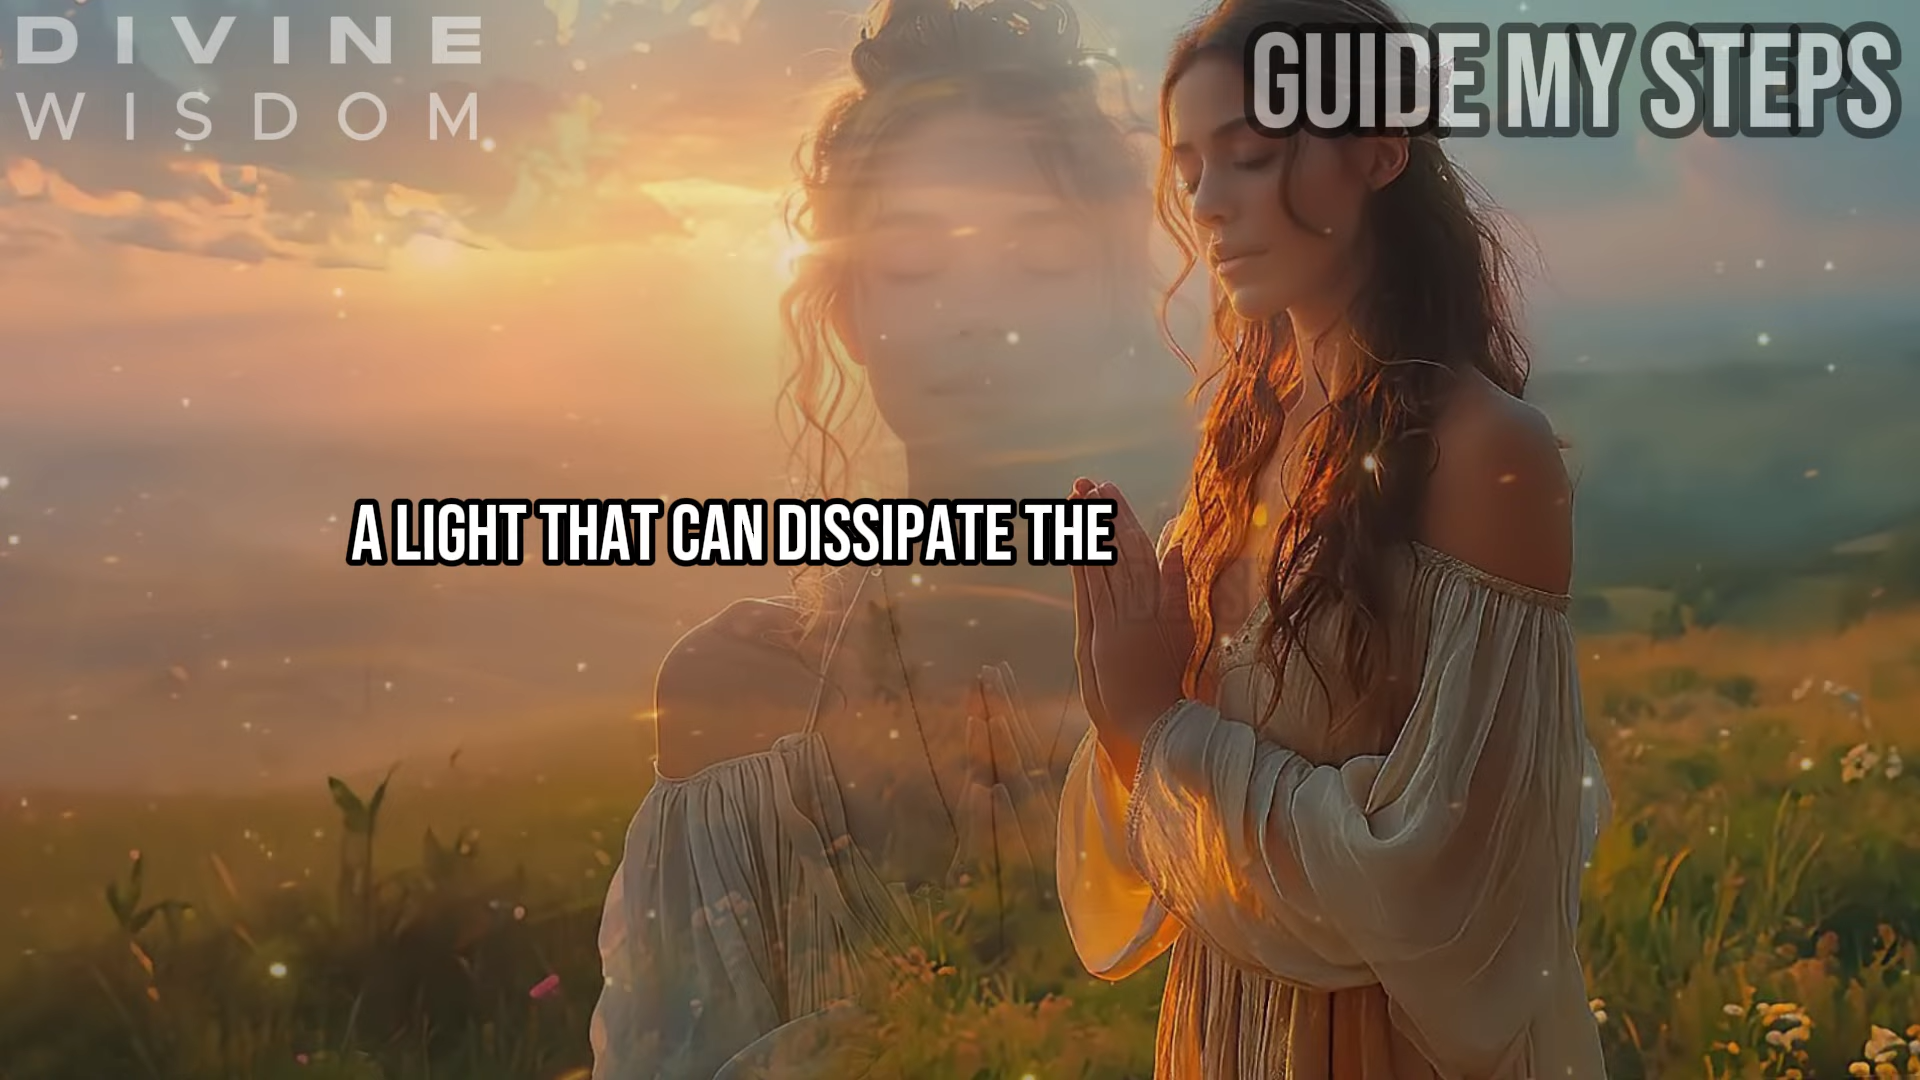 DIVINE
WISDOM
GUIDE MY STEPS
A LIGHT THAT CAN DISSIPATE THE